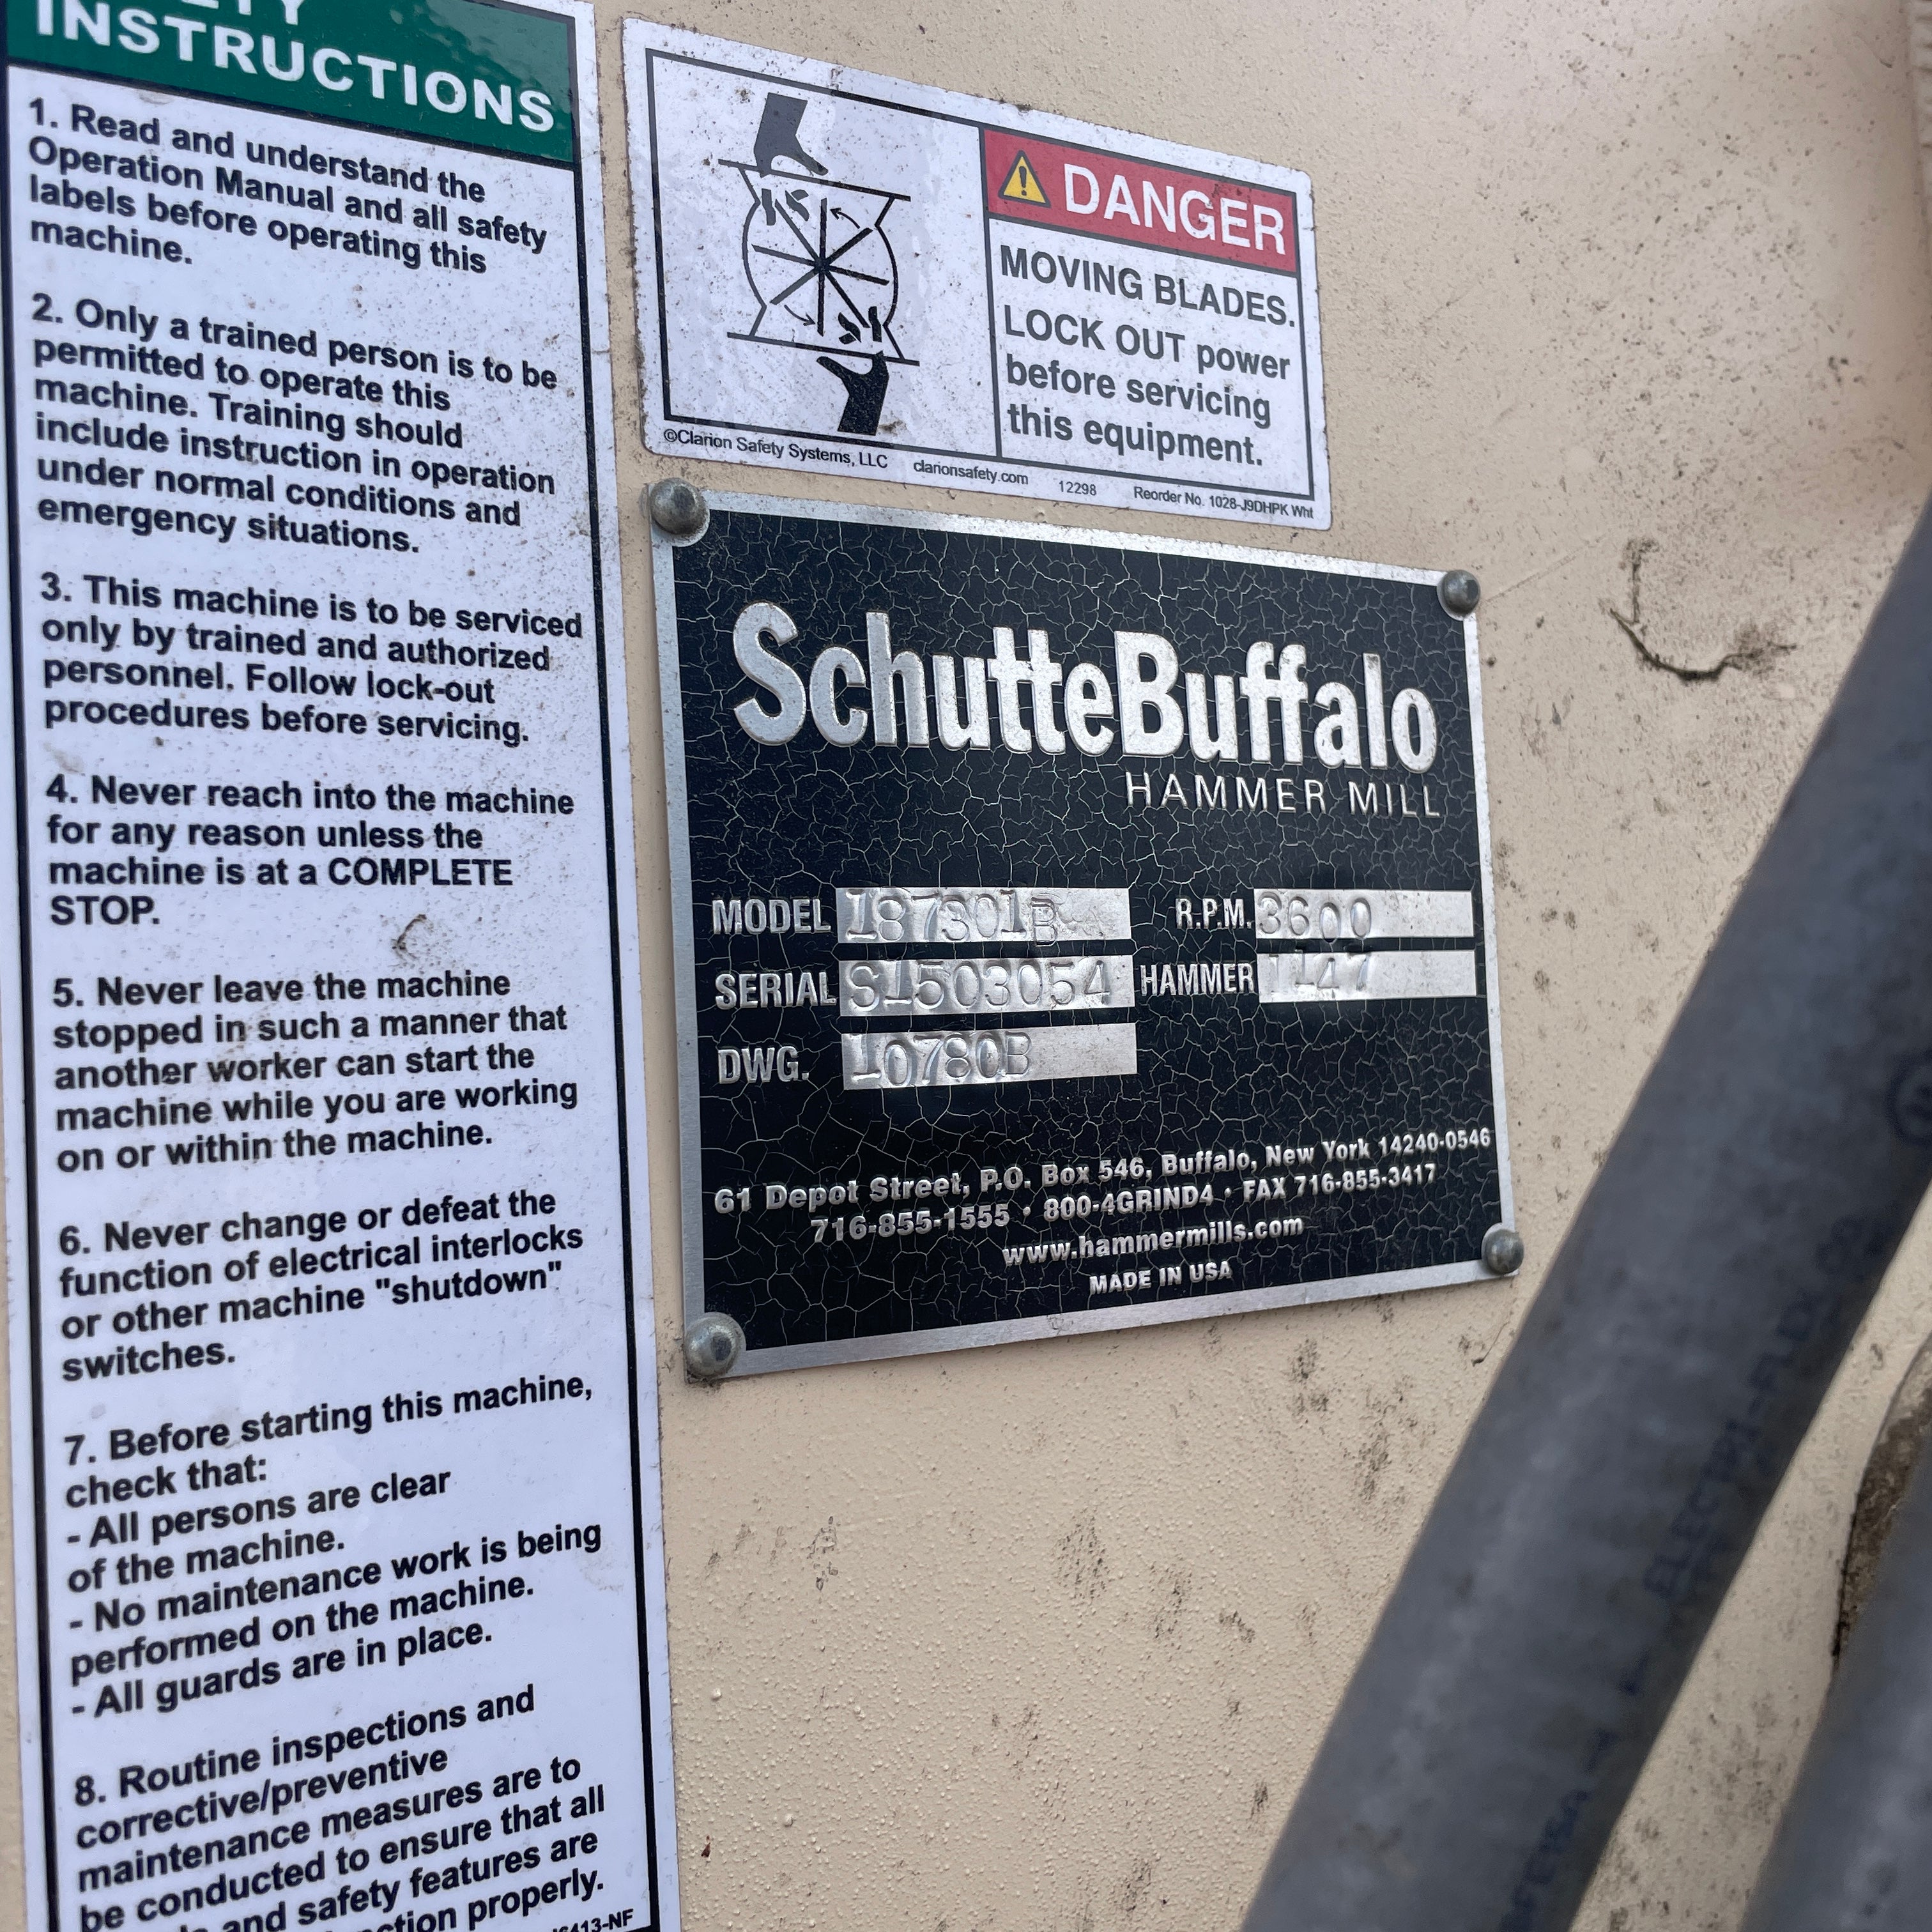 INSTRUCTIONS
1. Read and understand the
Operation Manual and all safety
labels before operating this
machine.
2. Only a trained person is to be
permitted to operate this
machine. Training should
include instruction in operation
under normal conditions and
emergency situations.
3. This machine is to be serviced
only by trained and authorized
personnel. Follow lock-out
procedures before servicing.
4. Never reach into the machine
for any reason unless the
machine is at a COMPLETE
STOP.
5. Never leave the machine
stopped in such a manner that
another worker can start the
machine while you are working
on or within the machine.
6. Never change or defeat the
function of electrical interlocks
or other machine "shutdown"
switches.
7. Before starting this machine,
check that:
- All persons are clear
of the machine.
- No maintenance work is being
performed on the machine.
- All guards are in place.
8. Routine inspections and
corrective/preventive
maintenance measures are to
be conducted to ensure that all
and safety features are
properly.
DANGER
MOVING BLADES.
LOCK OUT power
before servicing
this equipment.
©Clarion Safety Systems, LLC clarionsafety.com 12298 Reorder No. 1028-J9DHPK Wht
SchutteBuffalo
HAMMER MILL
MODEL 187301B R.P.M. 3600
SERIAL S1503054 HAMMER 1147
DWG. 10780B
61 Depot Street, P.O. Box 546, Buffalo, New York 14240-0546
716-855-1555 · 800-4GRIND4 · FAX 716-855-3417
www.hammermills.com
MADE IN USA